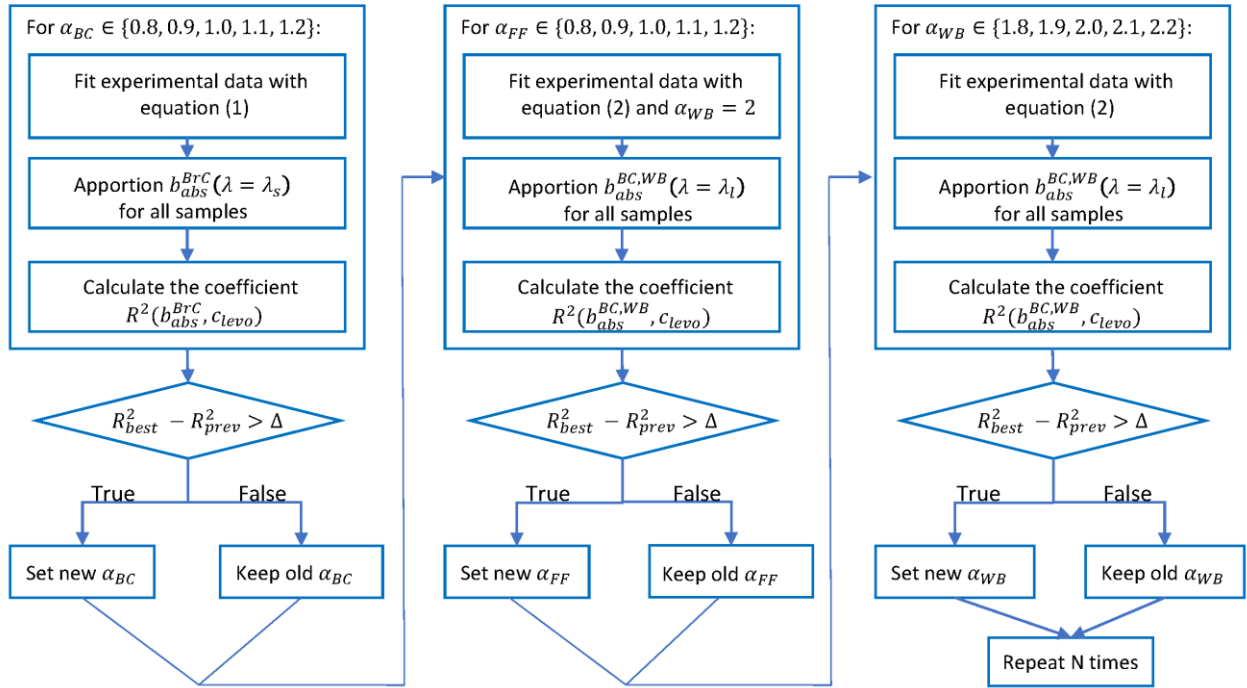 For α_BC ∈ {0.8, 0.9, 1.0, 1.1, 1.2}:
Fit experimental data with
equation (1)
Apportion b_abs^BrC(λ = λ_s)
for all samples
Calculate the coefficient
R²(b_abs^BrC, c_levo)
R²_best − R²_prev > Δ
True
False
Set new α_BC
Keep old α_BC
For α_FF ∈ {0.8, 0.9, 1.0, 1.1, 1.2}:
Fit experimental data with
equation (2) and α_WB = 2
Apportion b_abs^BC,WB(λ = λ_l)
for all samples
Calculate the coefficient
R²(b_abs^BC,WB, c_levo)
R²_best − R²_prev > Δ
True
False
Set new α_FF
Keep old α_FF
For α_WB ∈ {1.8, 1.9, 2.0, 2.1, 2.2}:
Fit experimental data with
equation (2)
Apportion b_abs^BC,WB(λ = λ_l)
for all samples
Calculate the coefficient
R²(b_abs^BC,WB, c_levo)
R²_best − R²_prev > Δ
True
False
Set new α_WB
Keep old α_WB
Repeat N times